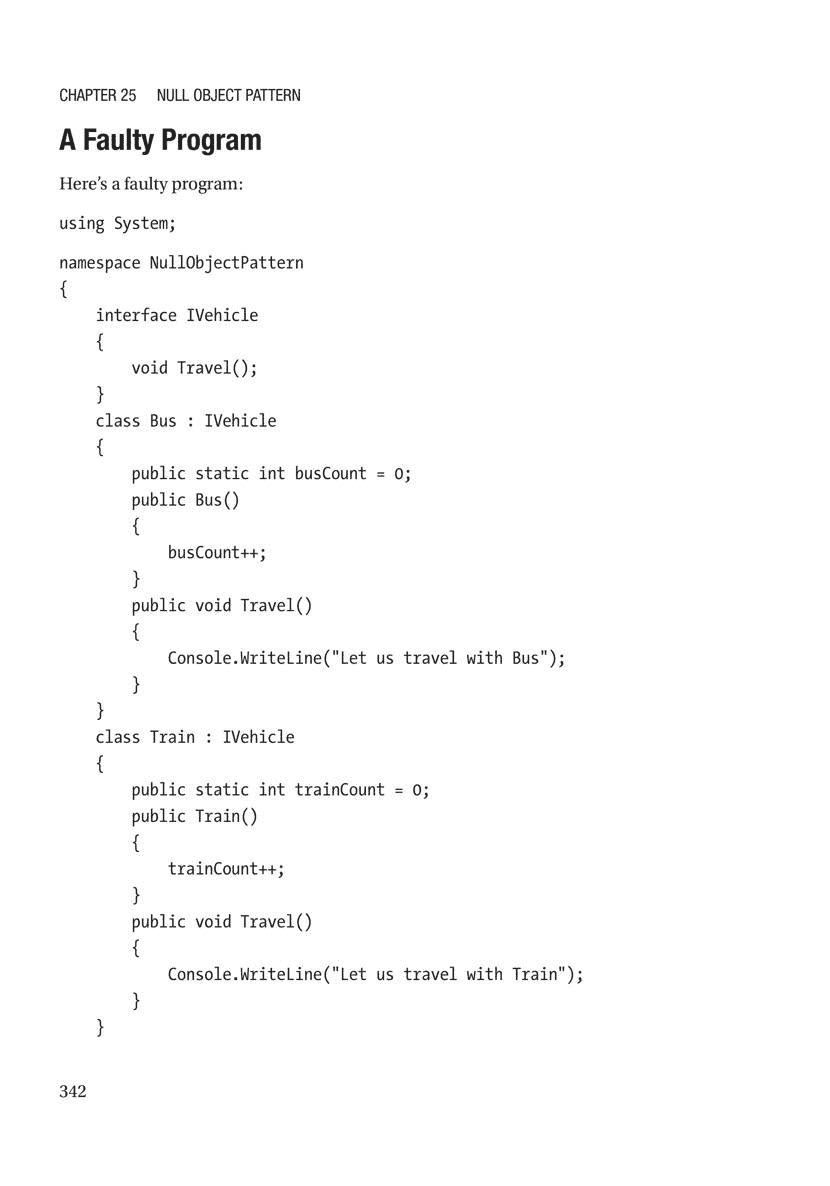 CHAPTER 25 NULL OBJECT PATTERN
A Faulty Program
Here’s a faulty program:
using System;
namespace NullObjectPattern
{
    interface IVehicle
    {
        void Travel();
    }
    class Bus : IVehicle
    {
        public static int busCount = 0;
        public Bus()
        {
            busCount++;
        }
        public void Travel()
        {
            Console.WriteLine("Let us travel with Bus");
        }
    }
    class Train : IVehicle
    {
        public static int trainCount = 0;
        public Train()
        {
            trainCount++;
        }
        public void Travel()
        {
            Console.WriteLine("Let us travel with Train");
        }
    }
342